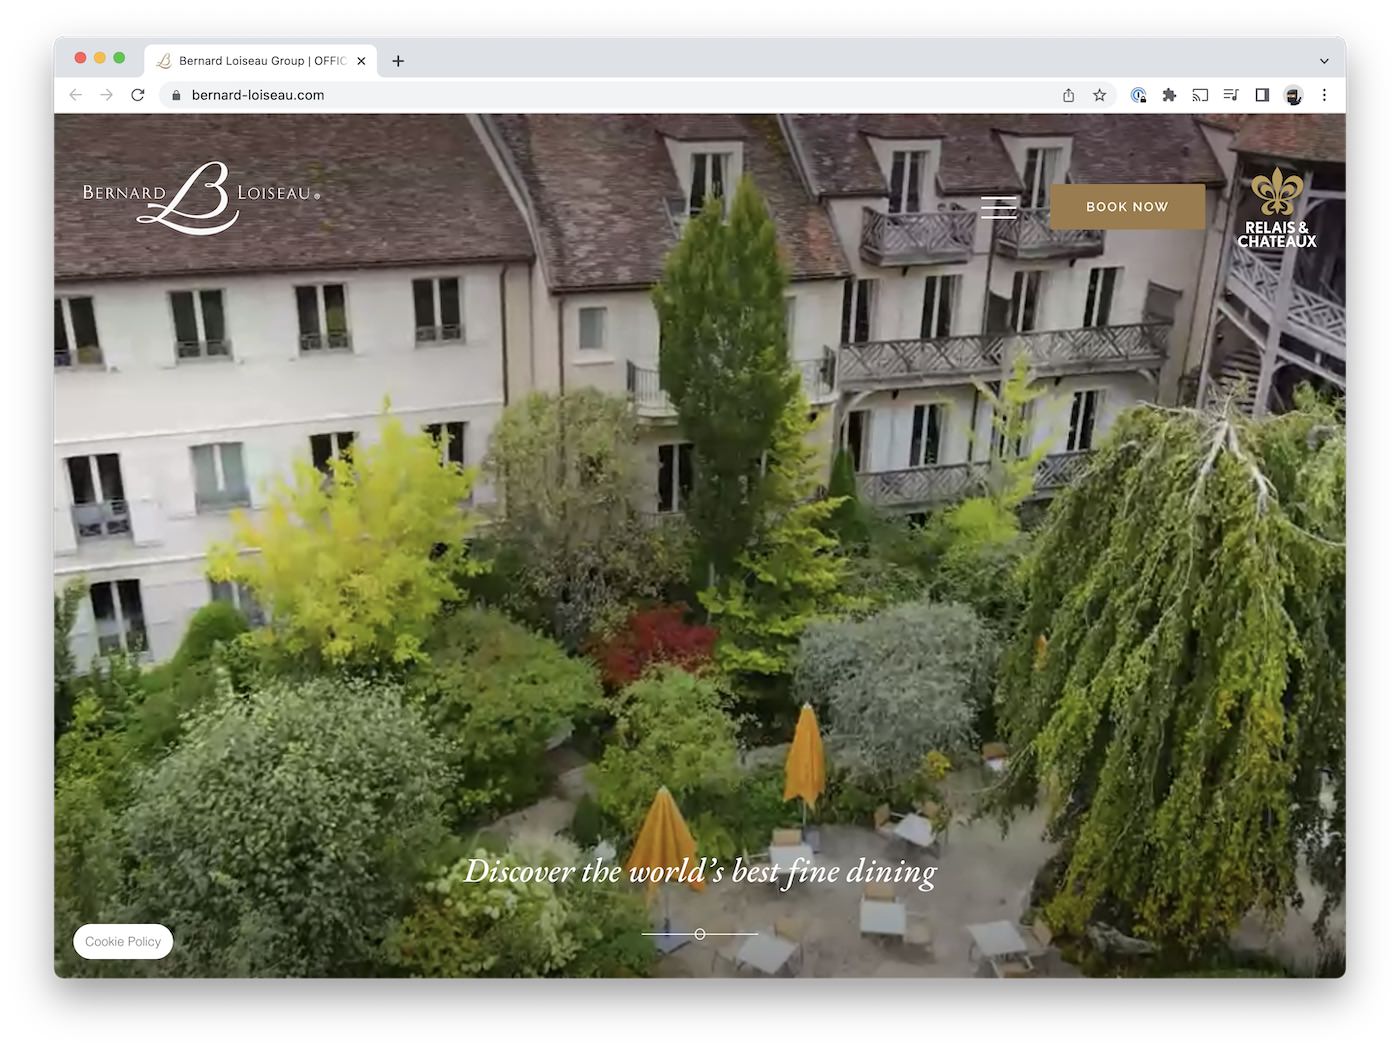 Bernard Loiseau Group | OFFIC
bernard-loiseau.com
BERNARD B LOISEAU®
BOOK NOW
RELAIS &
CHATEAUX
Discover the world's best fine dining
Cookie Policy